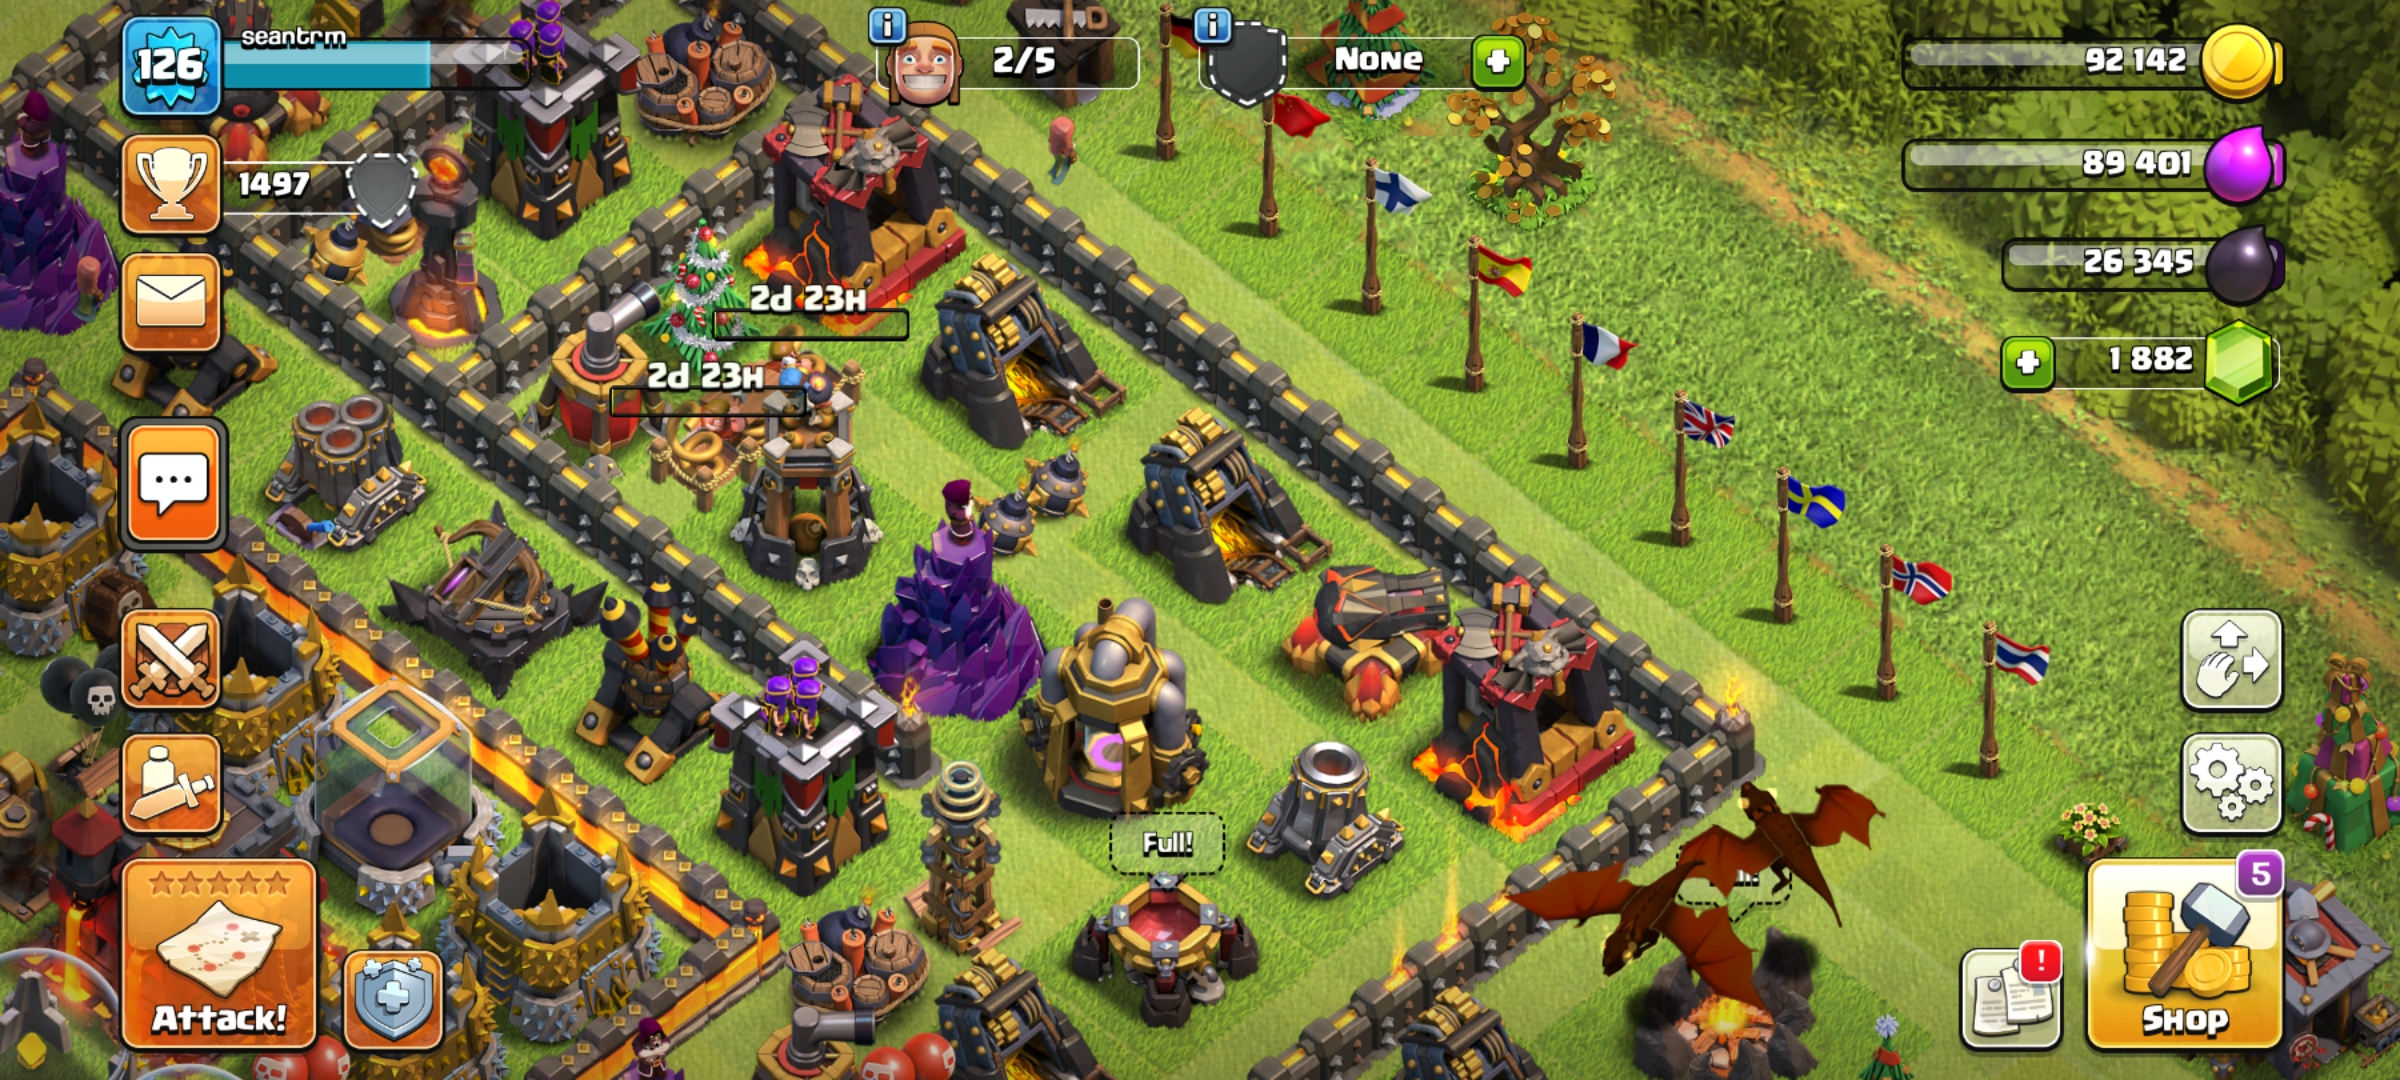 126
seantrm
2/5
None
92 142
1497
89 401
26 345
1 882
2d 23H
2d 23H
Full!
5
Attack!
Shop